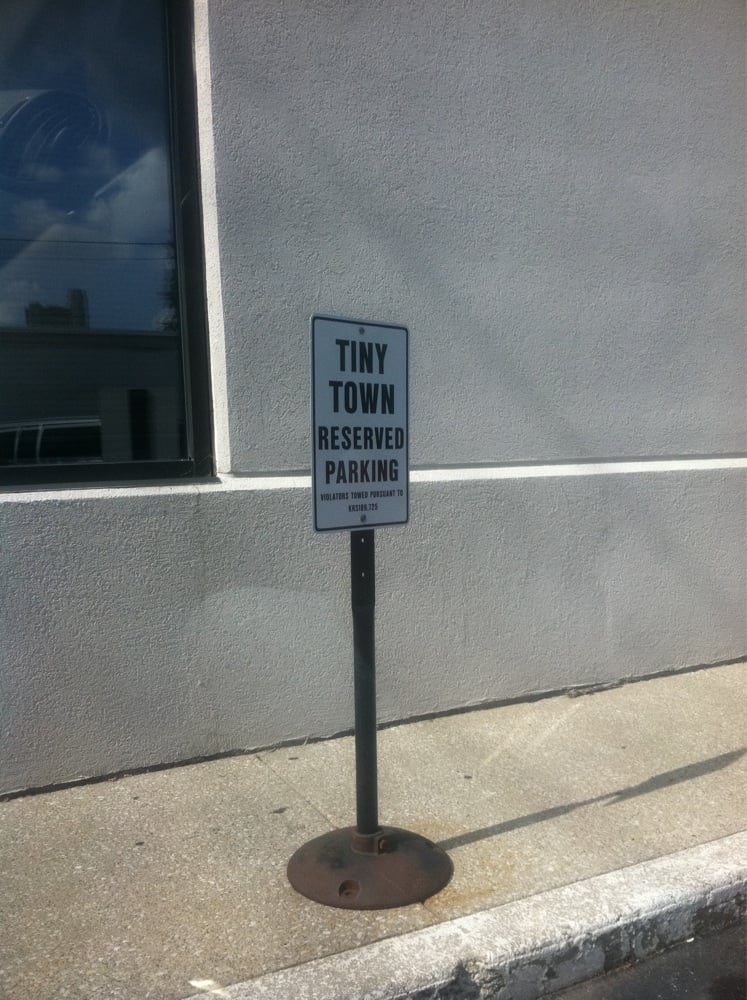 TINY
TOWN
RESERVED
PARKING
VIOLATORS TOWED PURSUANT TO
KRS189.725